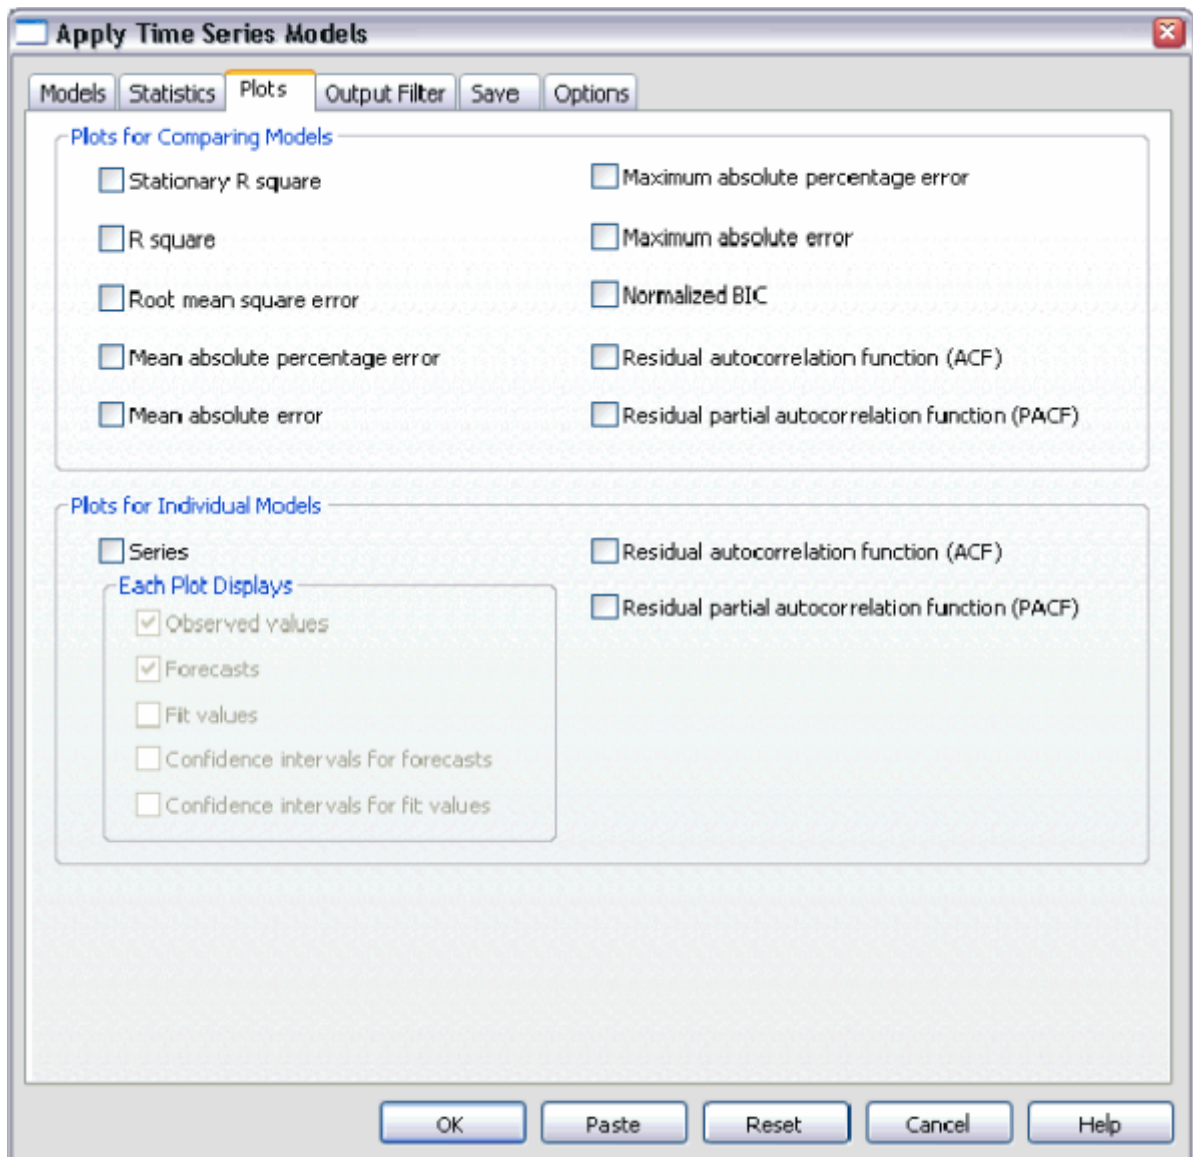 Apply Time Series Models
Models Statistics Plots Output Filter Save Options
Plots for Comparing Models
Stationary R square
R square
Root mean square error
Mean absolute percentage error
Mean absolute error
Maximum absolute percentage error
Maximum absolute error
Normalized BIC
Residual autocorrelation function (ACF)
Residual partial autocorrelation function (PACF)
Plots for Individual Models
Series
Each Plot Displays
Observed values
Forecasts
Fit values
Confidence intervals for forecasts
Confidence intervals for fit values
Residual autocorrelation function (ACF)
Residual partial autocorrelation function (PACF)
OK Paste Reset Cancel Help